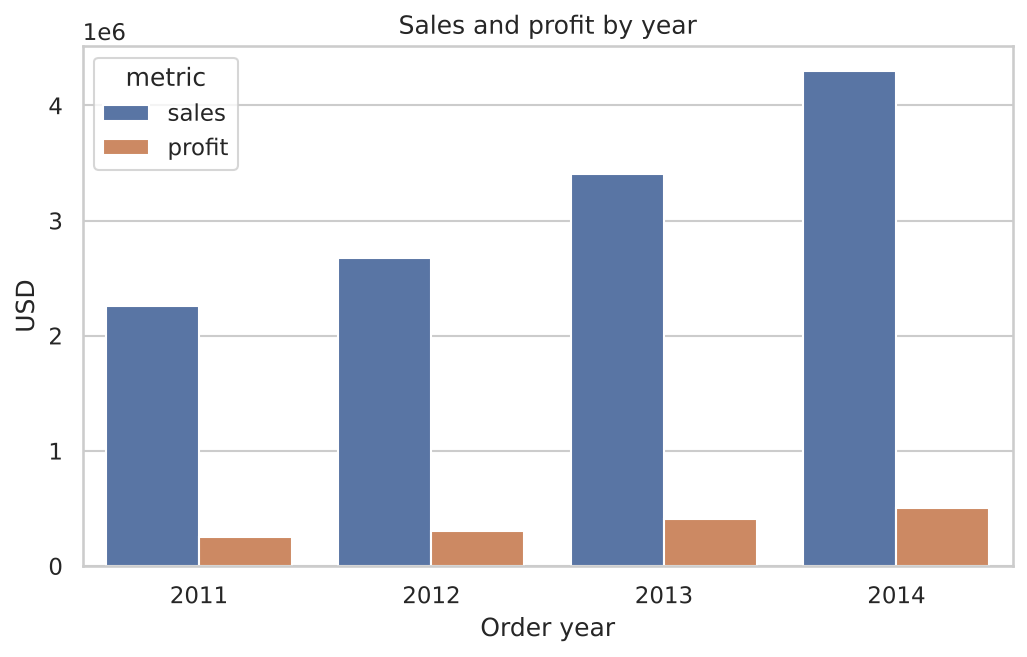 Sales and profit by year
1e6
metric
sales
profit
4
3
2
1
0
USD
2011 2012 2013 2014
Order year